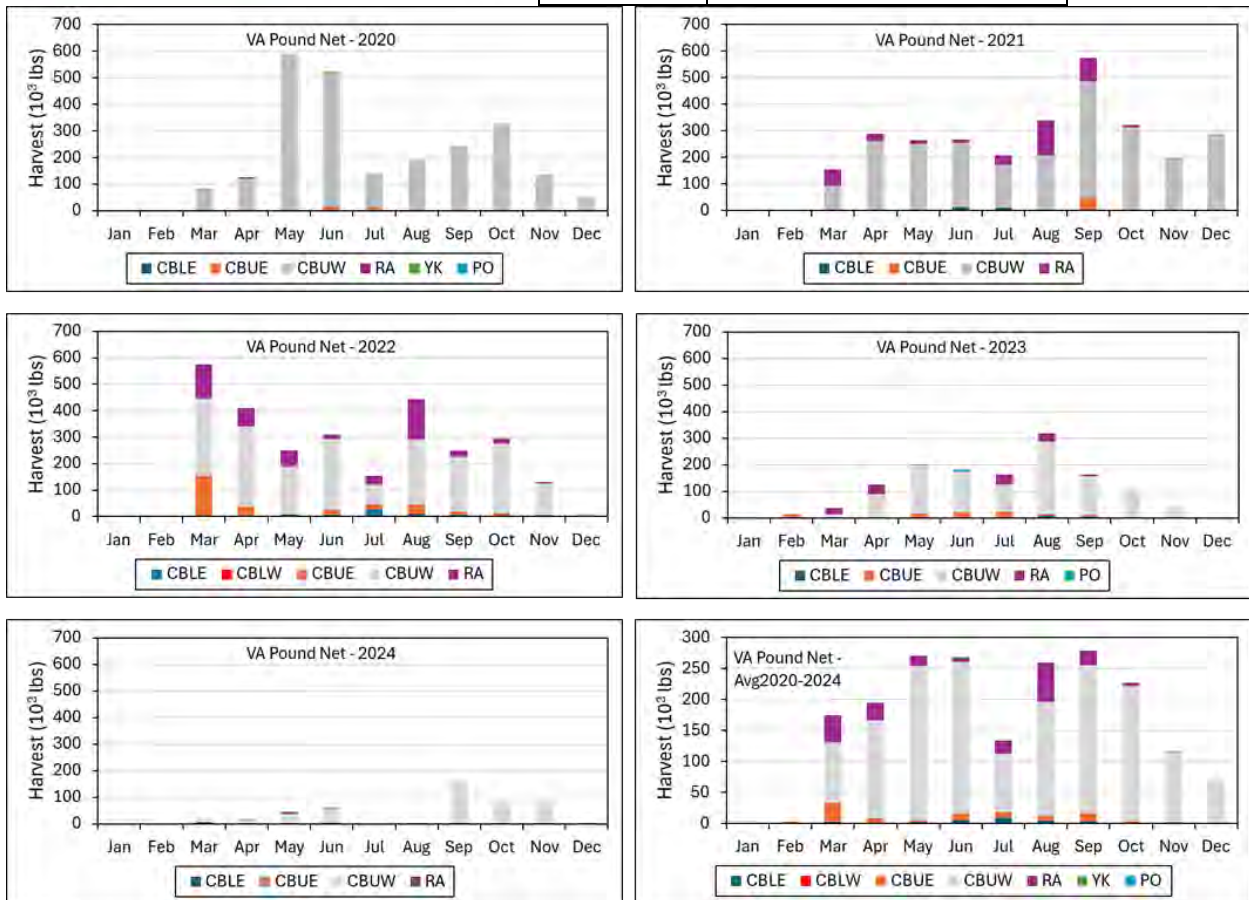 VA Pound Net - 2020
Harvest (10³ lbs)
700
600
500
400
300
200
100
0
Jan Feb Mar Apr May Jun Jul Aug Sep Oct Nov Dec
CBLE CBUE CBUW RA YK PO
VA Pound Net - 2021
Harvest (10³ lbs)
700
600
500
400
300
200
100
0
Jan Feb Mar Apr May Jun Jul Aug Sep Oct Nov Dec
CBLE CBUE CBUW RA
VA Pound Net - 2022
Harvest (10³ lbs)
700
600
500
400
300
200
100
0
Jan Feb Mar Apr May Jun Jul Aug Sep Oct Nov Dec
CBLE CBLW CBUE CBUW RA
VA Pound Net - 2023
Harvest (10³ lbs)
700
600
500
400
300
200
100
0
Jan Feb Mar Apr May Jun Jul Aug Sep Oct Nov Dec
CBLE CBUE CBUW RA PO
VA Pound Net - 2024
Harvest (10³ lbs)
700
600
500
400
300
200
100
0
Jan Feb Mar Apr May Jun Jul Aug Sep Oct Nov Dec
CBLE CBUE CBUW RA
VA Pound Net -
Avg2020-2024
Harvest (10³ lbs)
300
250
200
150
100
50
0
Jan Feb Mar Apr May Jun Jul Aug Sep Oct Nov Dec
CBLE CBLW CBUE CBUW RA YK PO